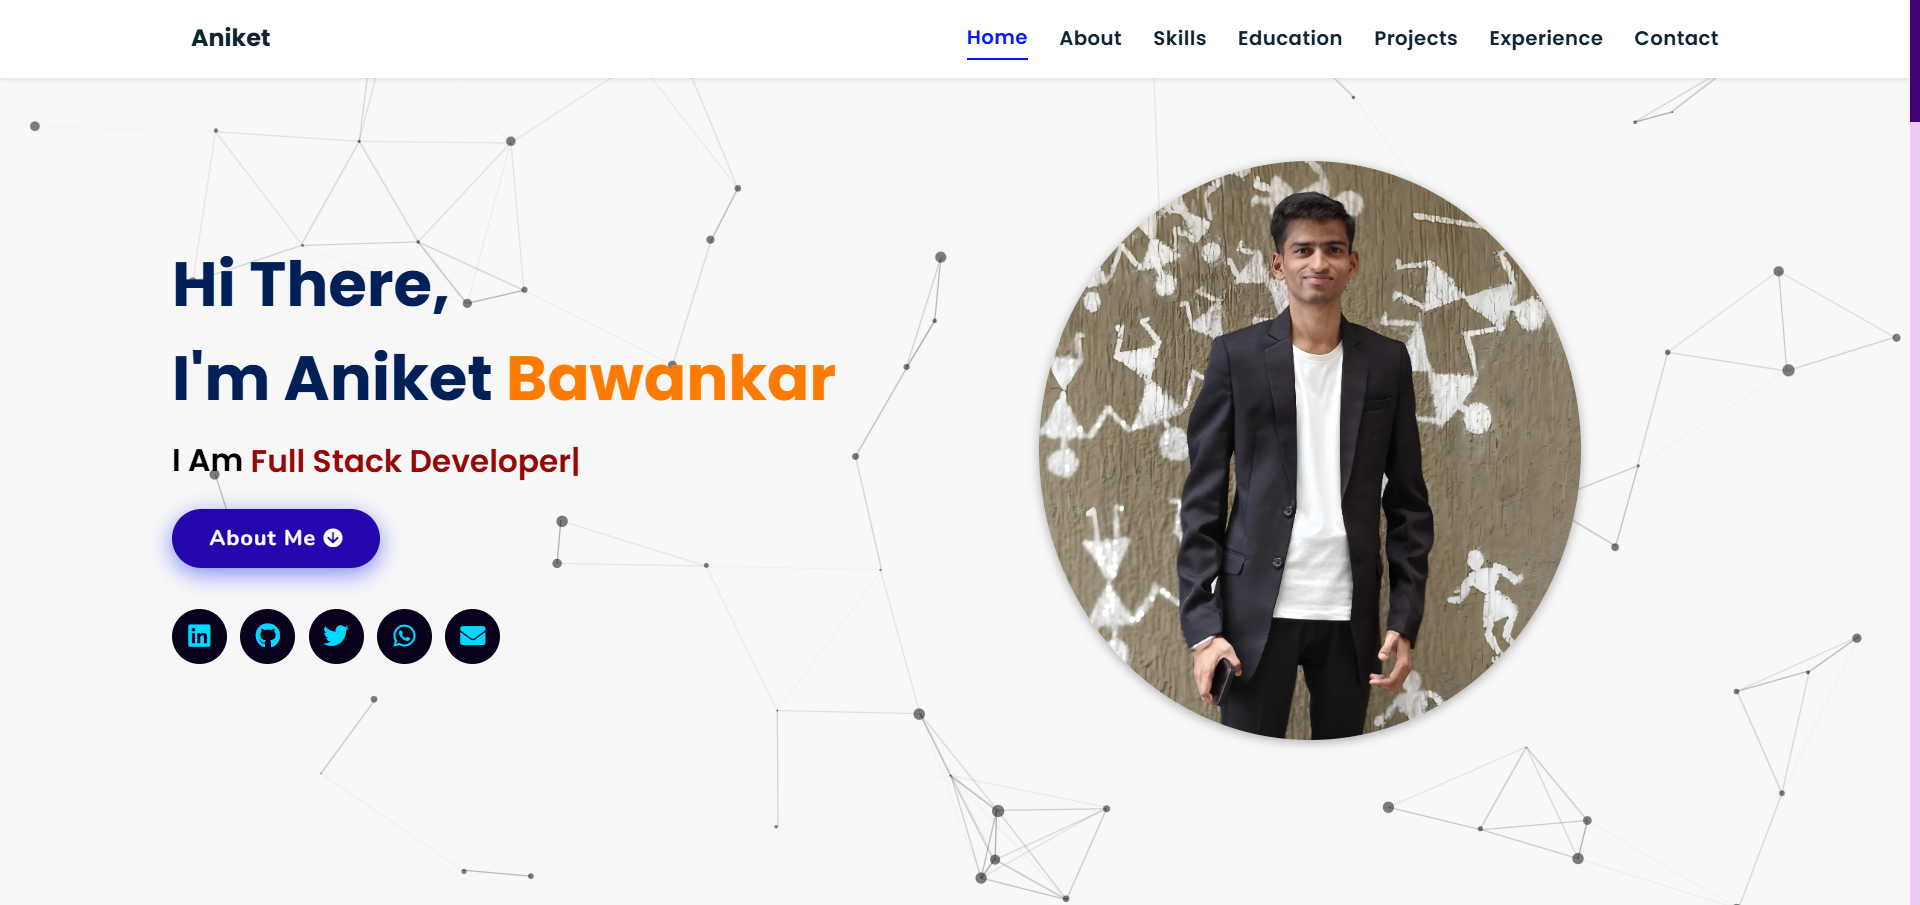 Aniket
Home About Skills Education Projects Experience Contact
Hi There,
I'm Aniket Bawankar
I Am Full Stack Developer|
About Me